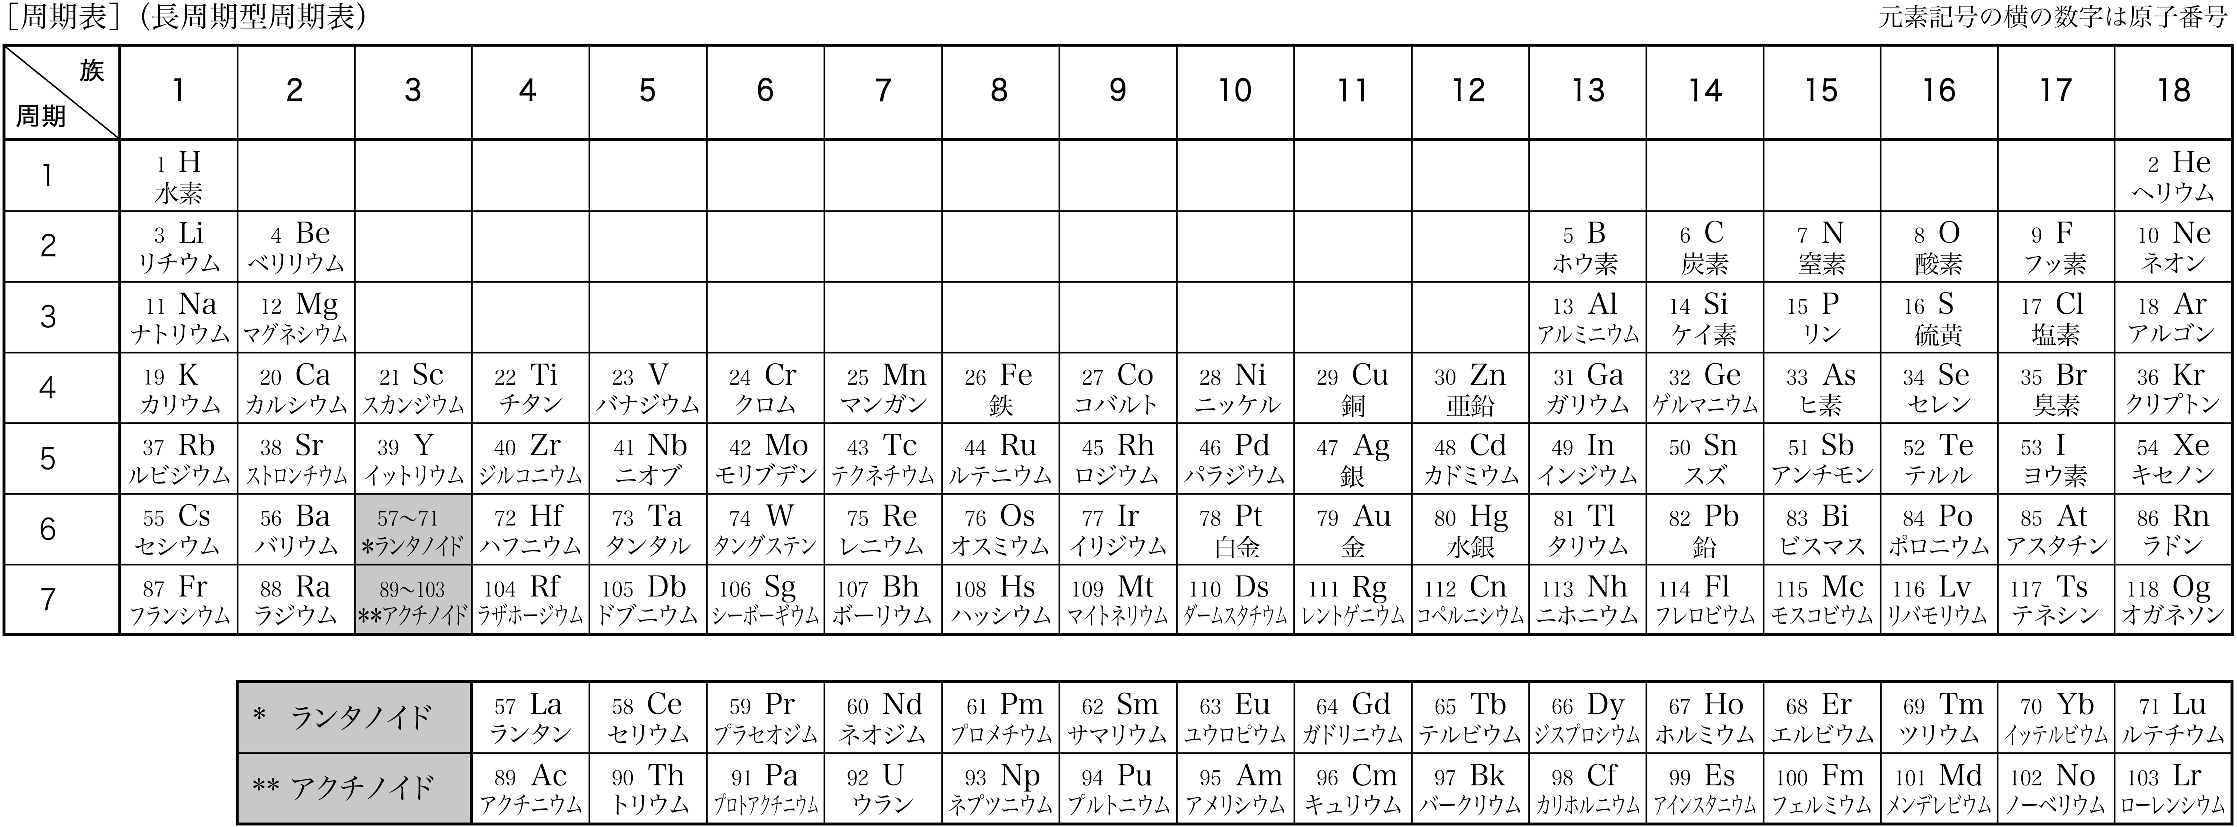 ［周期表］（長周期型周期表）
元素記号の横の数字は原子番号
族 1 2 3 4 5 6 7 8 9 10 11 12 13 14 15 16 17 18
周期
1 1 H 2 He
水素 ヘリウム
2 3 Li 4 Be 5 B 6 C 7 N 8 O 9 F 10 Ne
リチウム ベリリウム ホウ素 炭素 窒素 酸素 フッ素 ネオン
3 11 Na 12 Mg 13 Al 14 Si 15 P 16 S 17 Cl 18 Ar
ナトリウム マグネシウム アルミニウム ケイ素 リン 硫黄 塩素 アルゴン
4 19 K 20 Ca 21 Sc 22 Ti 23 V 24 Cr 25 Mn 26 Fe 27 Co 28 Ni 29 Cu 30 Zn 31 Ga 32 Ge 33 As 34 Se 35 Br 36 Kr
カリウム カルシウム スカンジウム チタン バナジウム クロム マンガン 鉄 コバルト ニッケル 銅 亜鉛 ガリウム ゲルマニウム ヒ素 セレン 臭素 クリプトン
5 37 Rb 38 Sr 39 Y 40 Zr 41 Nb 42 Mo 43 Tc 44 Ru 45 Rh 46 Pd 47 Ag 48 Cd 49 In 50 Sn 51 Sb 52 Te 53 I 54 Xe
ルビジウム ストロンチウム イットリウム ジルコニウム ニオブ モリブデン テクネチウム ルテニウム ロジウム パラジウム 銀 カドミウム インジウム スズ アンチモン テルル ヨウ素 キセノン
6 55 Cs 56 Ba 57～71 72 Hf 73 Ta 74 W 75 Re 76 Os 77 Ir 78 Pt 79 Au 80 Hg 81 Tl 82 Pb 83 Bi 84 Po 85 At 86 Rn
セシウム バリウム *ランタノイド ハフニウム タンタル タングステン レニウム オスミウム イリジウム 白金 金 水銀 タリウム 鉛 ビスマス ポロニウム アスタチン ラドン
7 87 Fr 88 Ra 89～103 104 Rf 105 Db 106 Sg 107 Bh 108 Hs 109 Mt 110 Ds 111 Rg 112 Cn 113 Nh 114 Fl 115 Mc 116 Lv 117 Ts 118 Og
フランシウム ラジウム **アクチノイド ラザホージウム ドブニウム シーボーギウム ボーリウム ハッシウム マイトネリウム ダームスタチウム レントゲニウム コペルニシウム ニホニウム フレロビウム モスコビウム リバモリウム テネシン オガネソン
* ランタノイド 57 La 58 Ce 59 Pr 60 Nd 61 Pm 62 Sm 63 Eu 64 Gd 65 Tb 66 Dy 67 Ho 68 Er 69 Tm 70 Yb 71 Lu
ランタン セリウム プラセオジム ネオジム プロメチウム サマリウム ユウロピウム ガドリニウム テルビウム ジスプロシウム ホルミウム エルビウム ツリウム イッテルビウム ルテチウム
** アクチノイド 89 Ac 90 Th 91 Pa 92 U 93 Np 94 Pu 95 Am 96 Cm 97 Bk 98 Cf 99 Es 100 Fm 101 Md 102 No 103 Lr
アクチニウム トリウム プロトアクチニウム ウラン ネプツニウム プルトニウム アメリシウム キュリウム バークリウム カリホルニウム アインスタニウム フェルミウム メンデレビウム ノーベリウム ローレンシウム